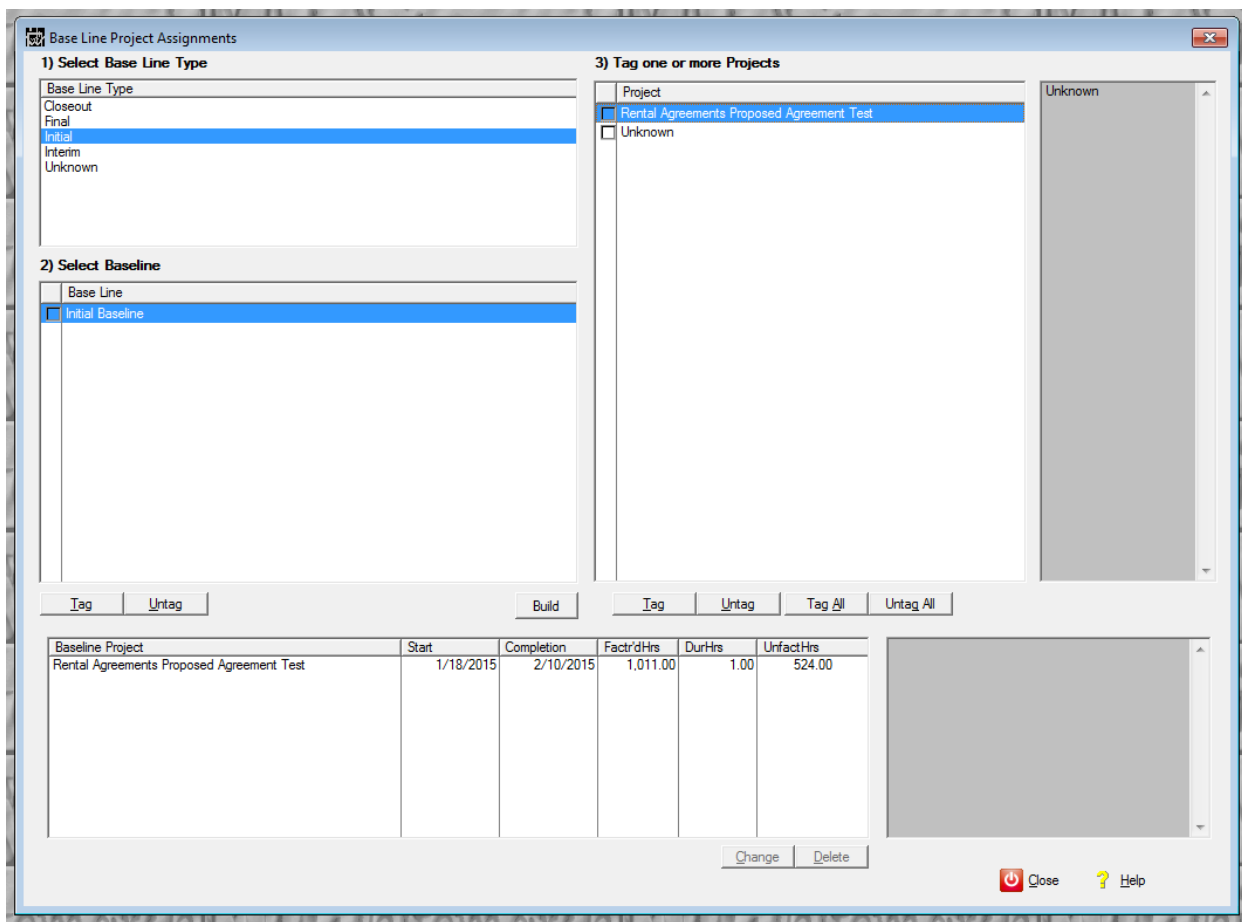 Base Line Project Assignments
1) Select Base Line Type
Base Line Type
Closeout
Final
Initial
Interim
Unknown
2) Select Baseline
Base Line
Initial Baseline
Tag Untag Build
3) Tag one or more Projects
Project
Rental Agreements Proposed Agreement Test
Unknown
Unknown
Tag Untag Tag All Untag All
Baseline Project Start Completion Factr'dHrs DurHrs UnfactHrs
Rental Agreements Proposed Agreement Test 1/18/2015 2/10/2015 1,011.00 1.00 524.00
Change Delete
Close ? Help